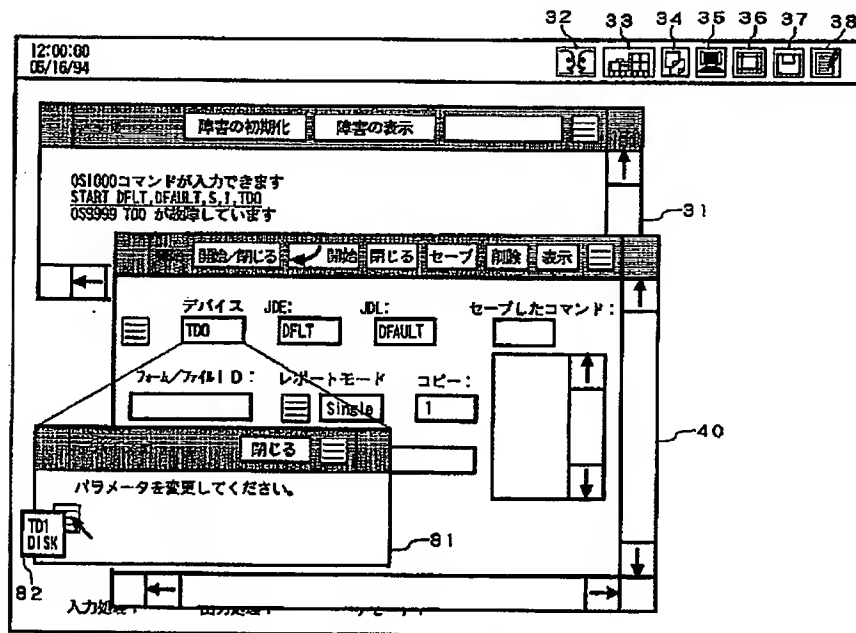 32 33 34 35 36 37 38
12:00:00
05/16/94
障害の初期化 障害の表示
OS1000コマンドが入力できます
START DFLT,DFAULT,S,1,TD0
OS9999 TD0 が故障しています
31
開始/閉じる 開始 閉じる セーブ 削除 表示
デバイス JDE: JDL: セーブしたコマンド:
TD0 DFLT DFAULT
フォーム/ファイルID: レポートモード コピー:
Single 1
40
閉じる
パラメータを変更してください。
TD1
DISK
81
82
入力処理